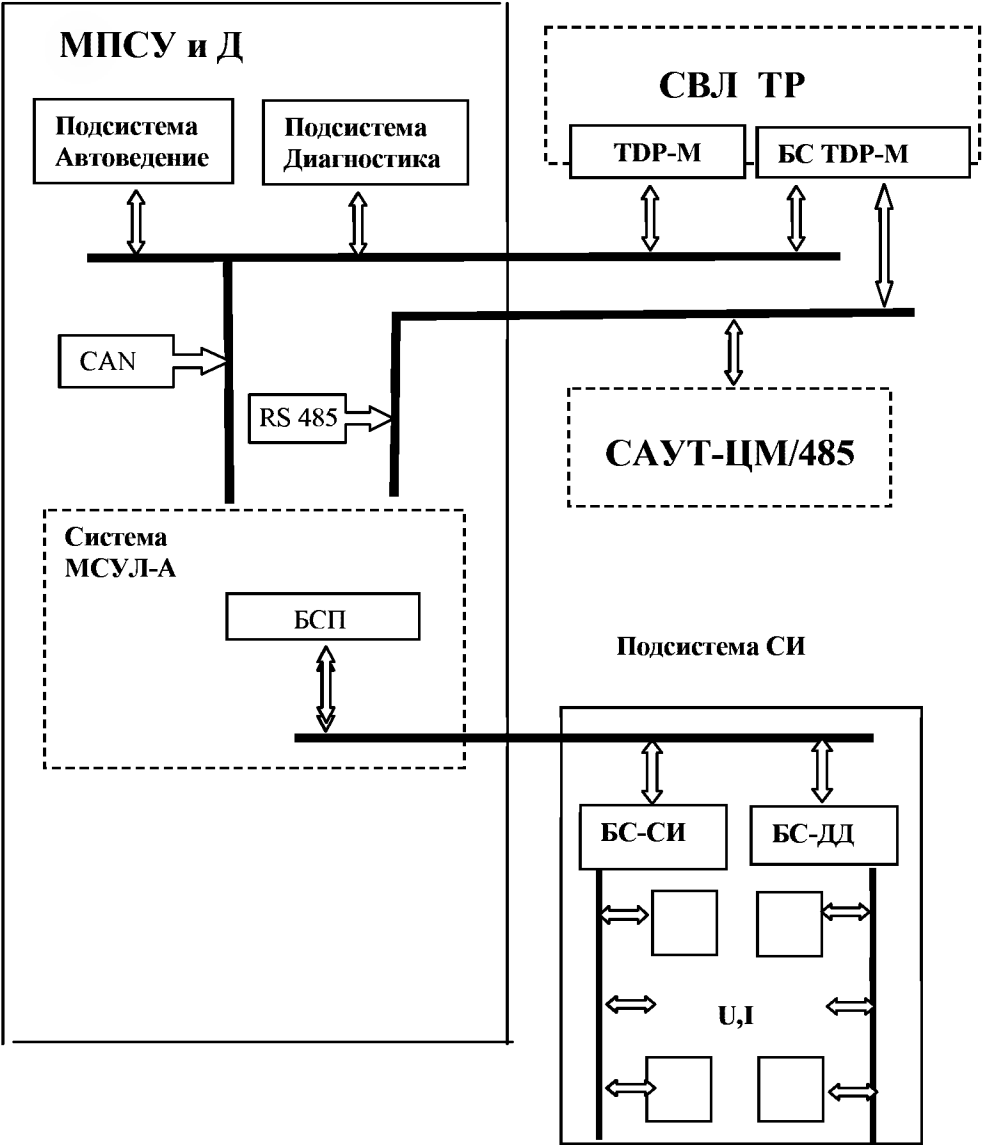 МПСУ и Д
СВЛ ТР
Подсистема
Автоведение
Подсистема
Диагностика
TDP-M
БС TDP-M
CAN
RS 485
САУТ-ЦМ/485
Система
МСУЛ-А
БСП
Подсистема СИ
БС-СИ
БС-ДД
U,I